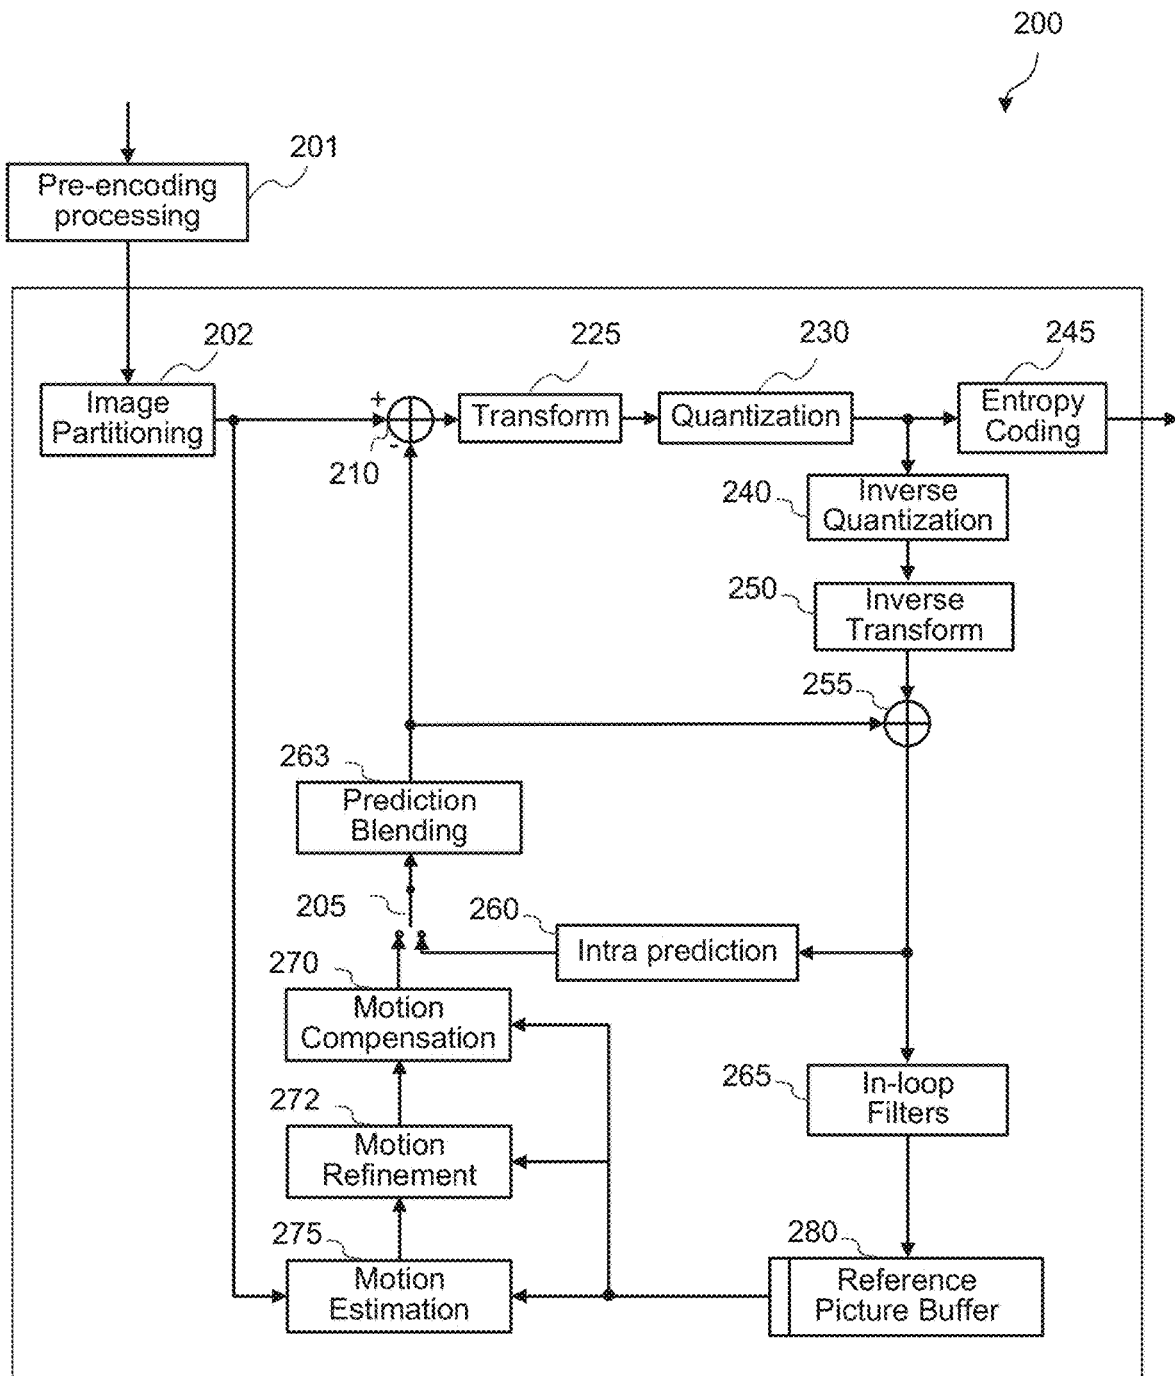 200
201
Pre-encoding
processing
202
225
230
245
Image
Partitioning
+
-
210
Transform
Quantization
Entropy
Coding
240
Inverse
Quantization
250
Inverse
Transform
255
263
Prediction
Blending
205
260
Intra prediction
270
Motion
Compensation
265
In-loop
Filters
272
Motion
Refinement
275
Motion
Estimation
280
Reference
Picture Buffer